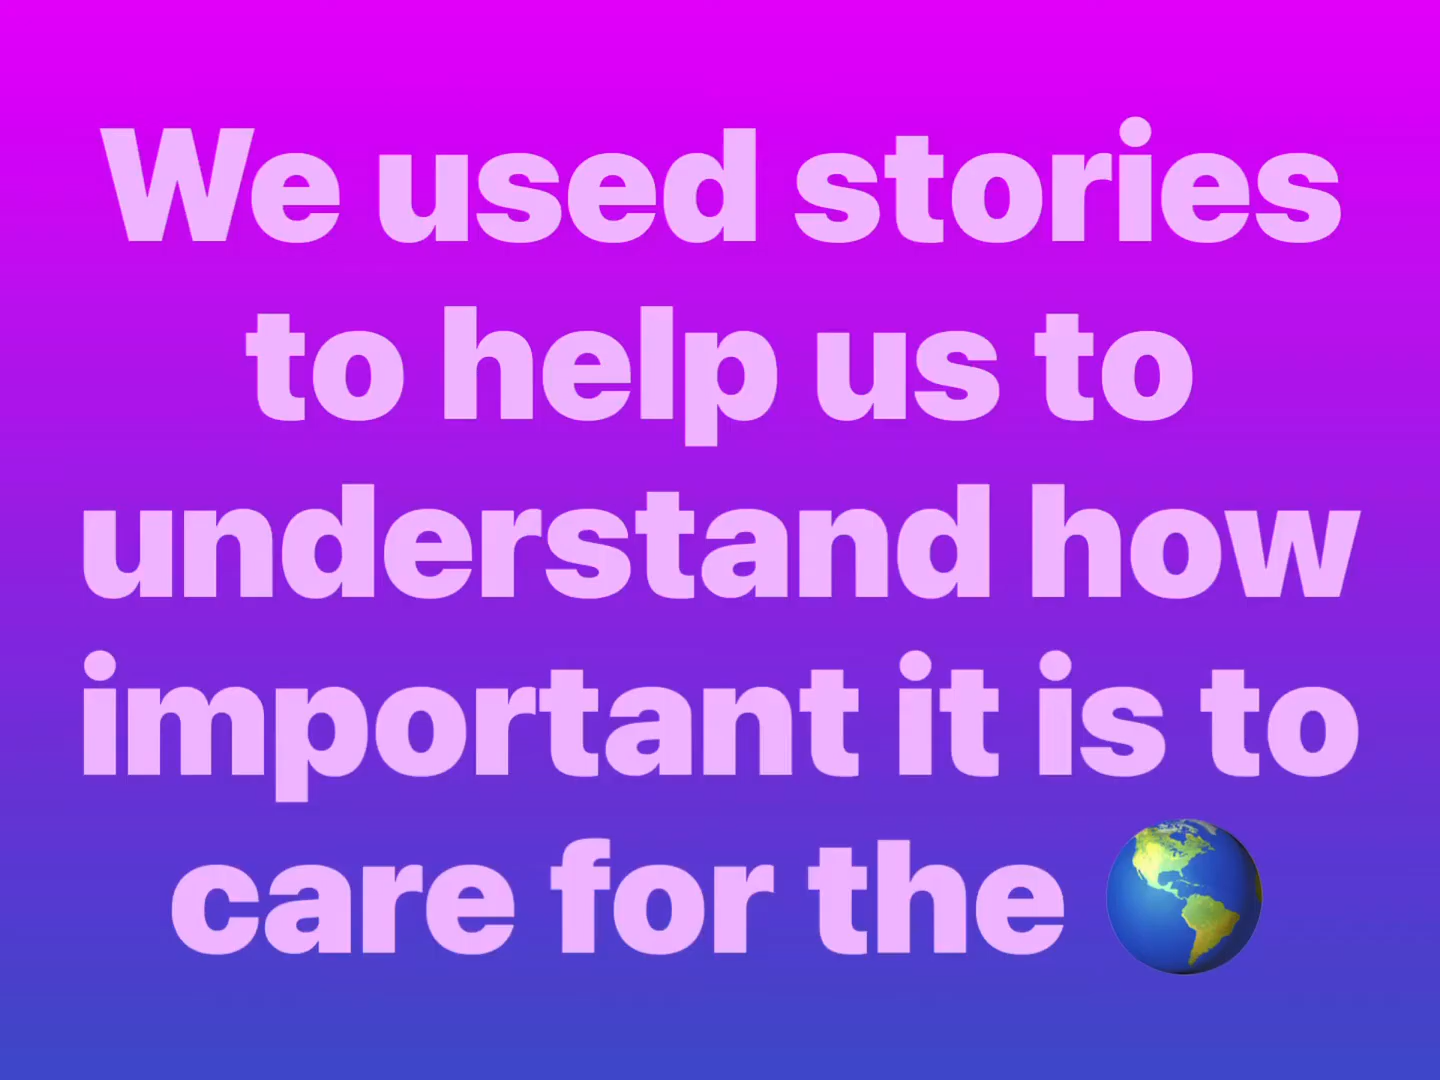 We used stories
to help us to
understand how
important it is to
care for the 🌎